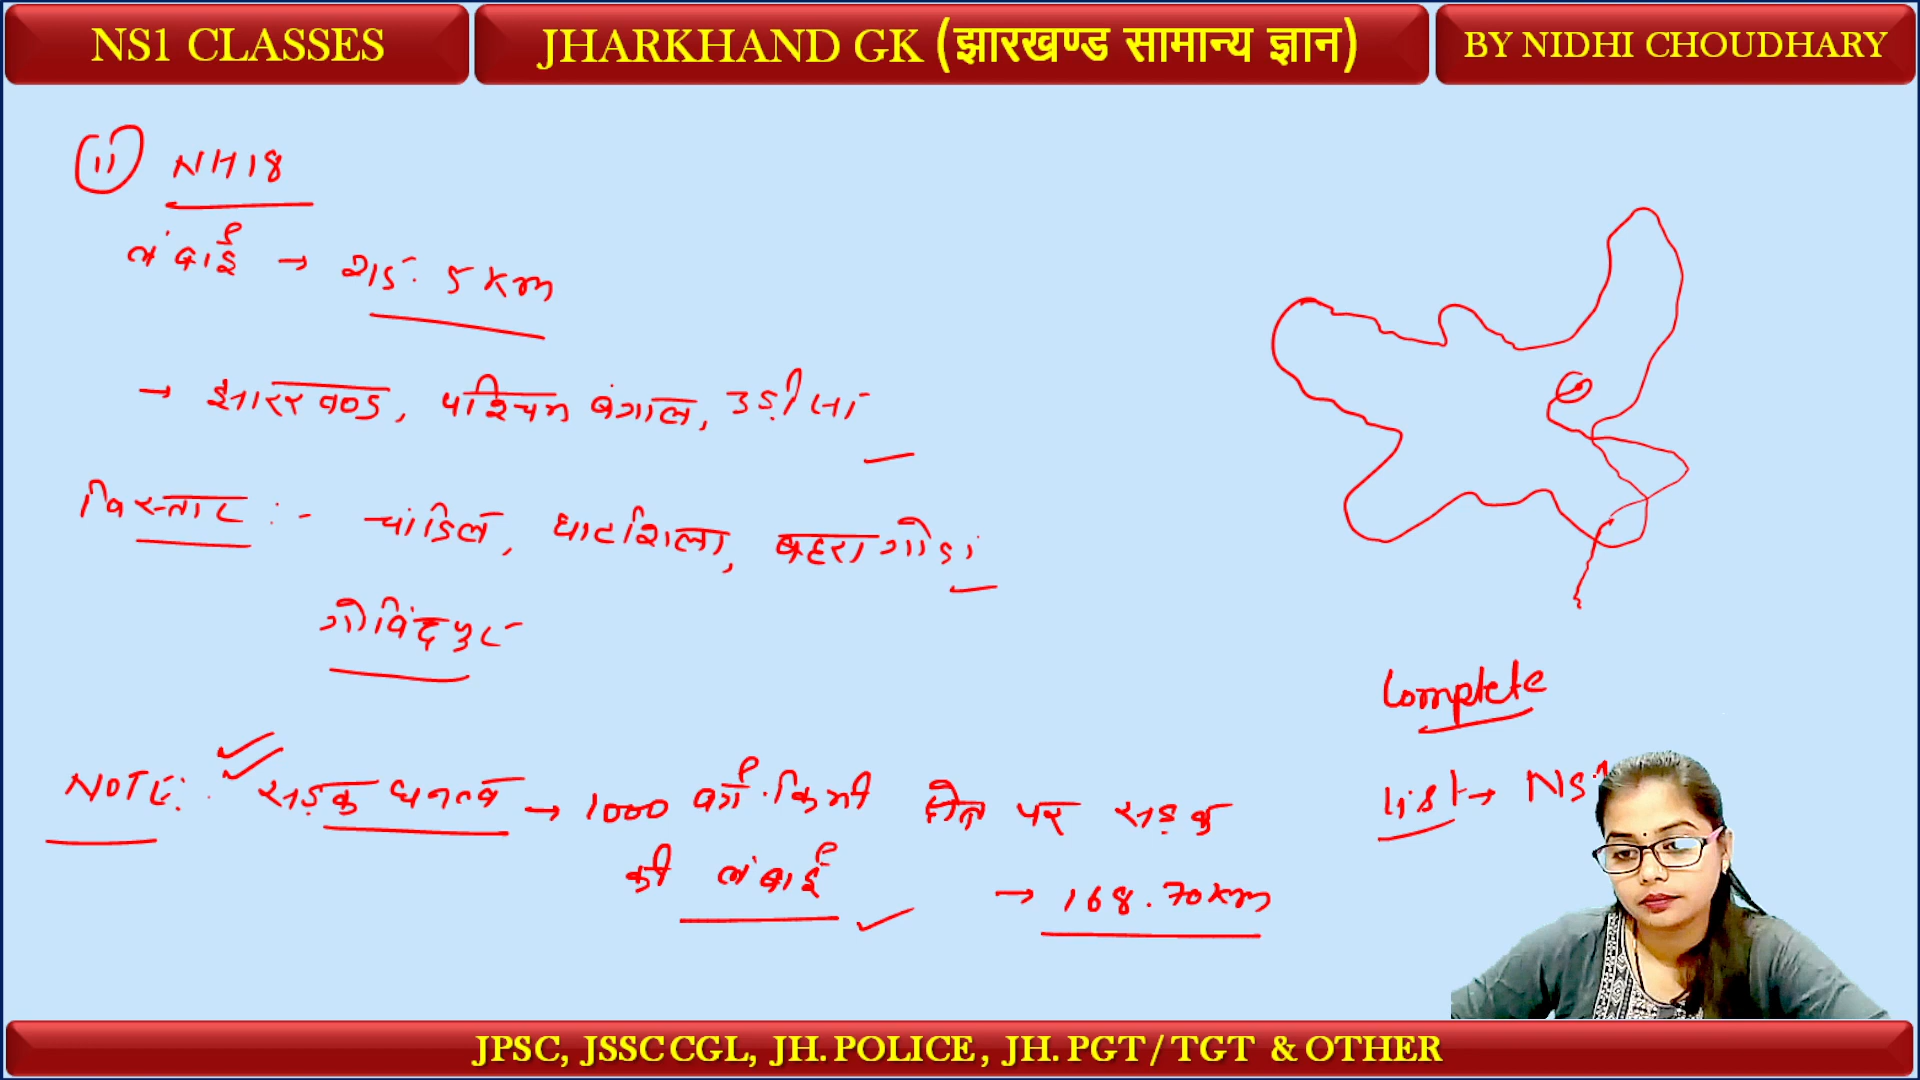 NS1 CLASSES
JHARKHAND GK (झारखण्ड सामान्य ज्ञान)
BY NIDHI CHOUDHARY
(ii) NH18
लंबाई → 215.5 km
→ झारखण्ड, पश्चिम बंगाल, उड़ीसा
विस्तार :- चांडिल, घाटशिला, बहरागोड़ा
गोविंदपुर
NOTE: सड़क घनत्व → 1000 वर्ग.किमी क्षेत्र पर सड़क
की लंबाई → 168.70 km
Complete
list → NS1
JPSC, JSSC CGL, JH. POLICE, JH. PGT / TGT & OTHER